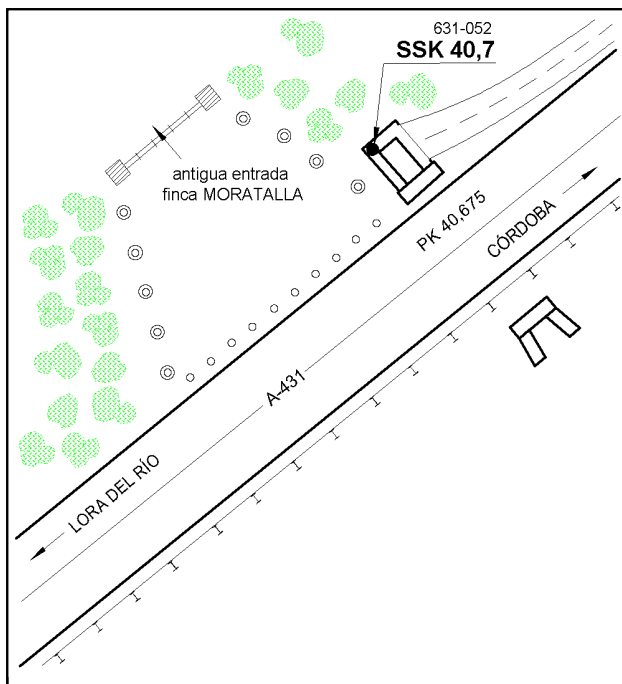 631-052
SSK 40,7
antigua entrada
finca MORATALLA
PK 40,675
CÓRDOBA
A-431
LORA DEL RÍO